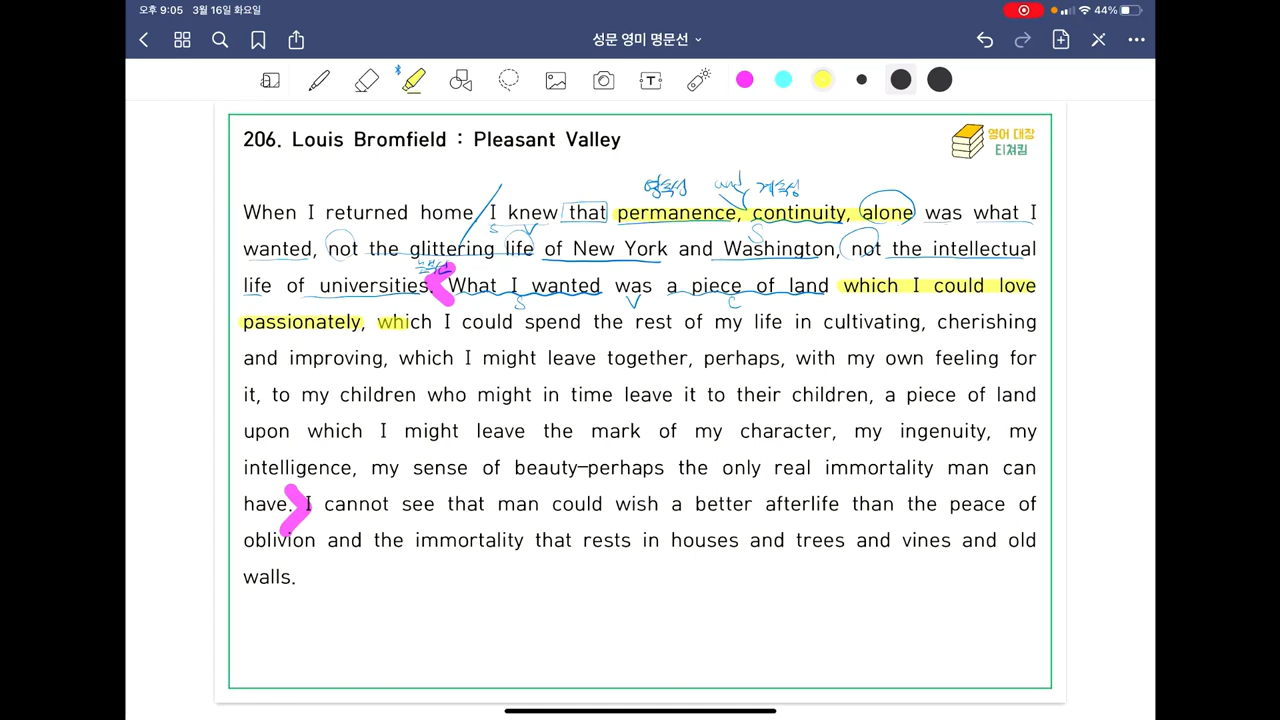 오후 9:05 3월 16일 화요일
44%
성문 영미 명문선
206. Louis Bromfield : Pleasant Valley
영어 대장
티쳐킴
영속성 and 계속성
When I returned home, I knew that permanence, continuity, alone was what I
S V S
wanted, not the glittering life of New York and Washington, not the intellectual
life of universities. What I wanted was a piece of land which I could love
S V C
passionately, which I could spend the rest of my life in cultivating, cherishing
and improving, which I might leave together, perhaps, with my own feeling for
it, to my children who might in time leave it to their children, a piece of land
upon which I might leave the mark of my character, my ingenuity, my
intelligence, my sense of beauty—perhaps the only real immortality man can
have. I cannot see that man could wish a better afterlife than the peace of
oblivion and the immortality that rests in houses and trees and vines and old
walls.